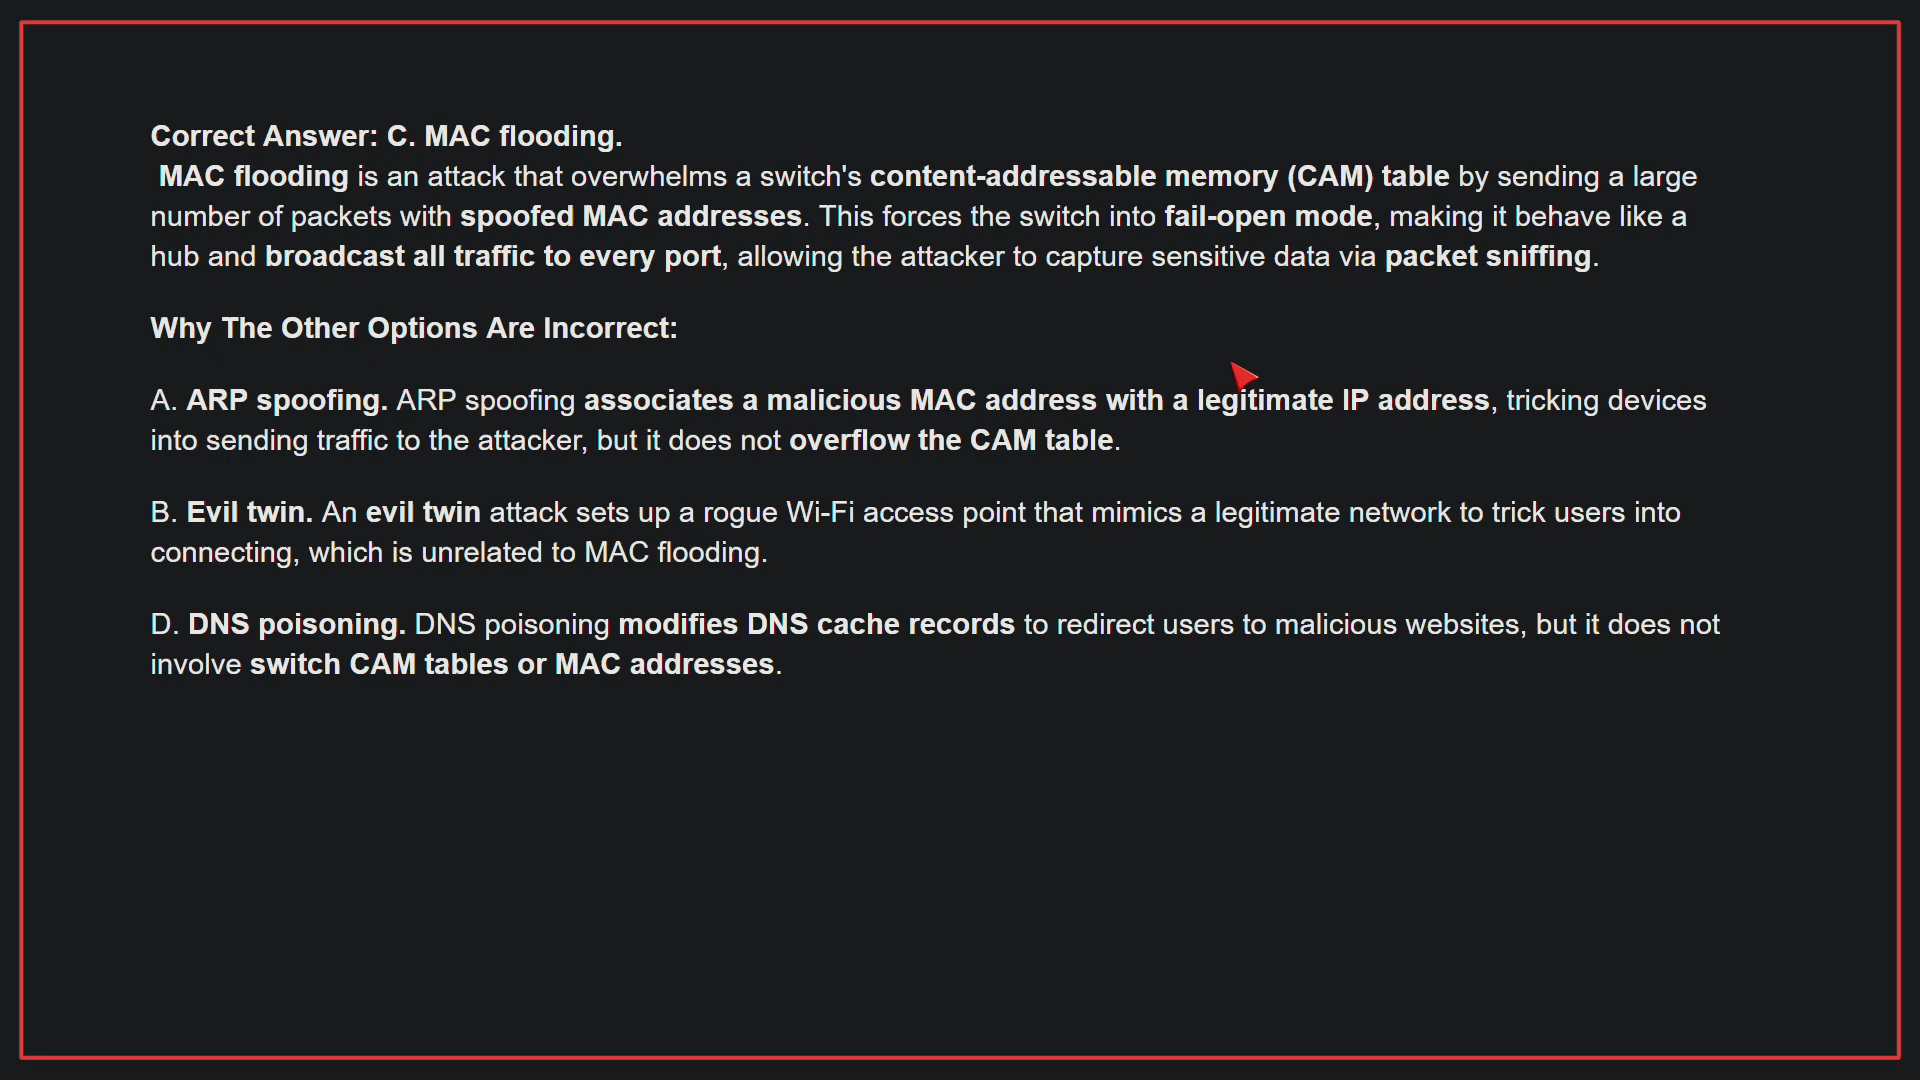 Correct Answer: C. MAC flooding.
MAC flooding is an attack that overwhelms a switch's content-addressable memory (CAM) table by sending a large
number of packets with spoofed MAC addresses. This forces the switch into fail-open mode, making it behave like a
hub and broadcast all traffic to every port, allowing the attacker to capture sensitive data via packet sniffing.
Why The Other Options Are Incorrect:
A. ARP spoofing. ARP spoofing associates a malicious MAC address with a legitimate IP address, tricking devices
into sending traffic to the attacker, but it does not overflow the CAM table.
B. Evil twin. An evil twin attack sets up a rogue Wi-Fi access point that mimics a legitimate network to trick users into
connecting, which is unrelated to MAC flooding.
D. DNS poisoning. DNS poisoning modifies DNS cache records to redirect users to malicious websites, but it does not
involve switch CAM tables or MAC addresses.